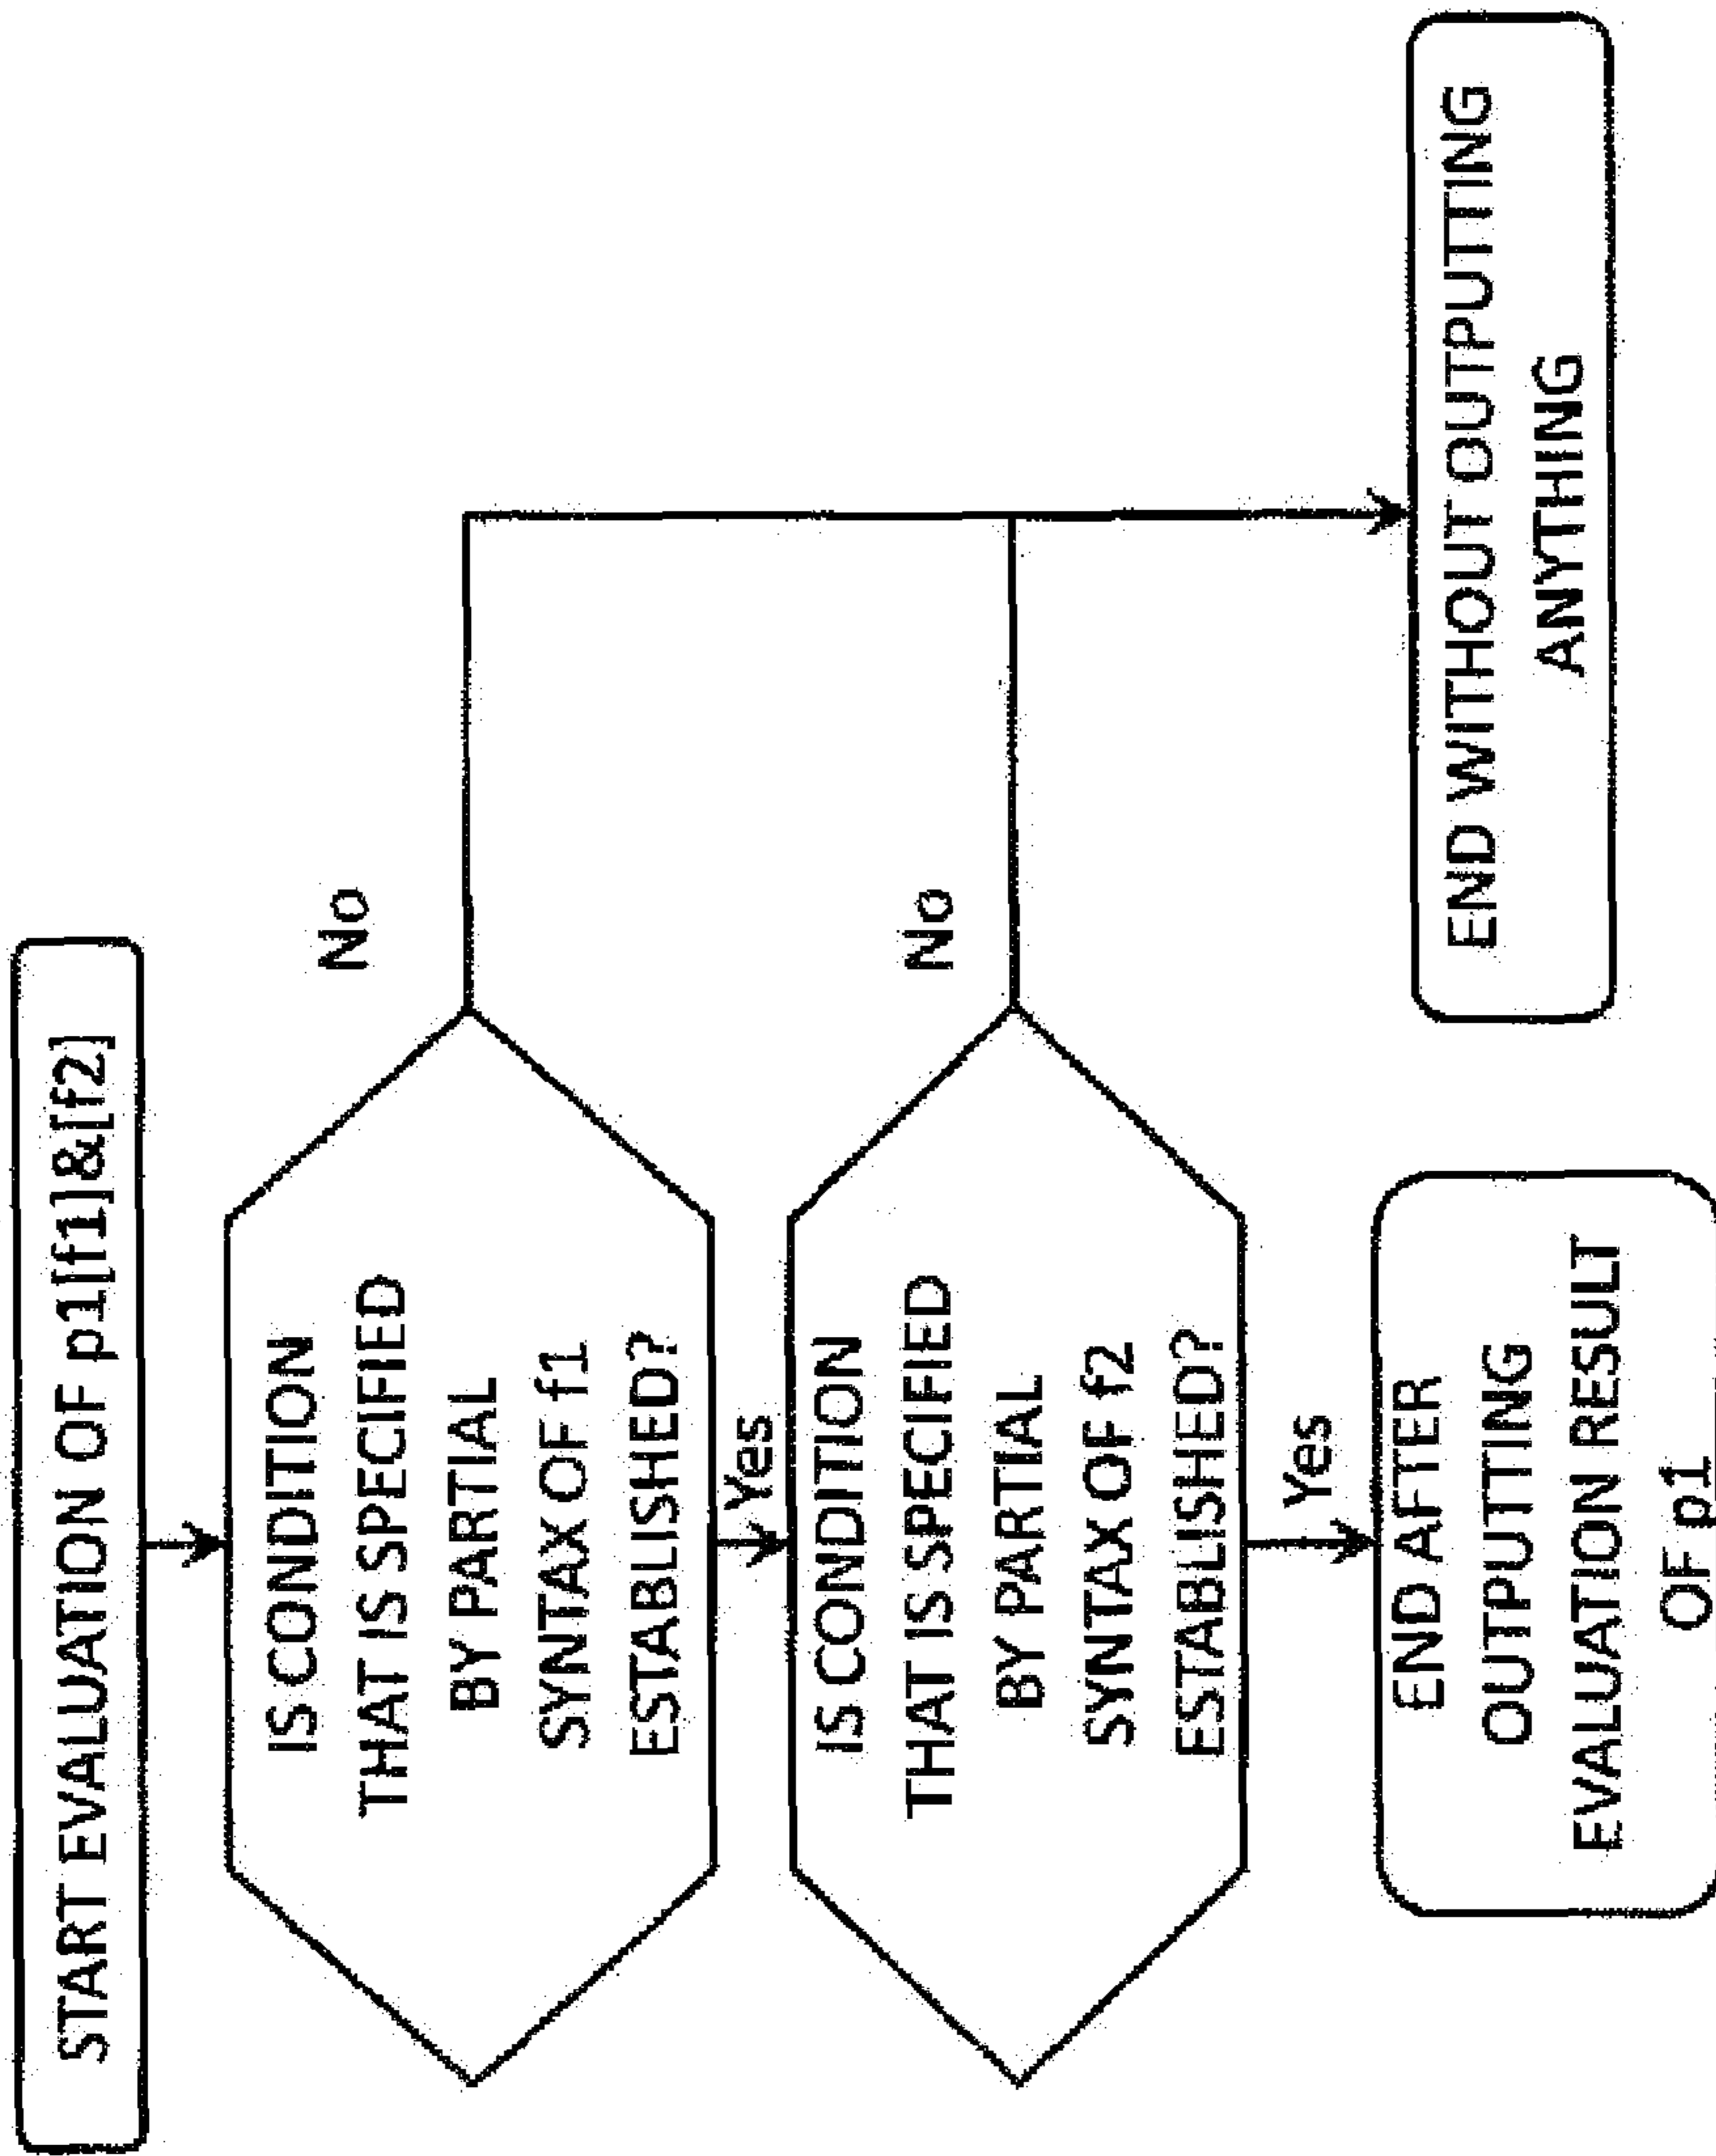 START EVALUATION OF p1[f1]&[f2]
IS CONDITION
THAT IS SPECIFIED
BY PARTIAL
SYNTAX OF f1
ESTABLISHED?
No
Yes
IS CONDITION
THAT IS SPECIFIED
BY PARTIAL
SYNTAX OF f2
ESTABLISHED?
No
Yes
END AFTER
OUTPUTTING
EVALUATION RESULT
OF p1
END WITHOUT OUTPUTTING
ANYTHING